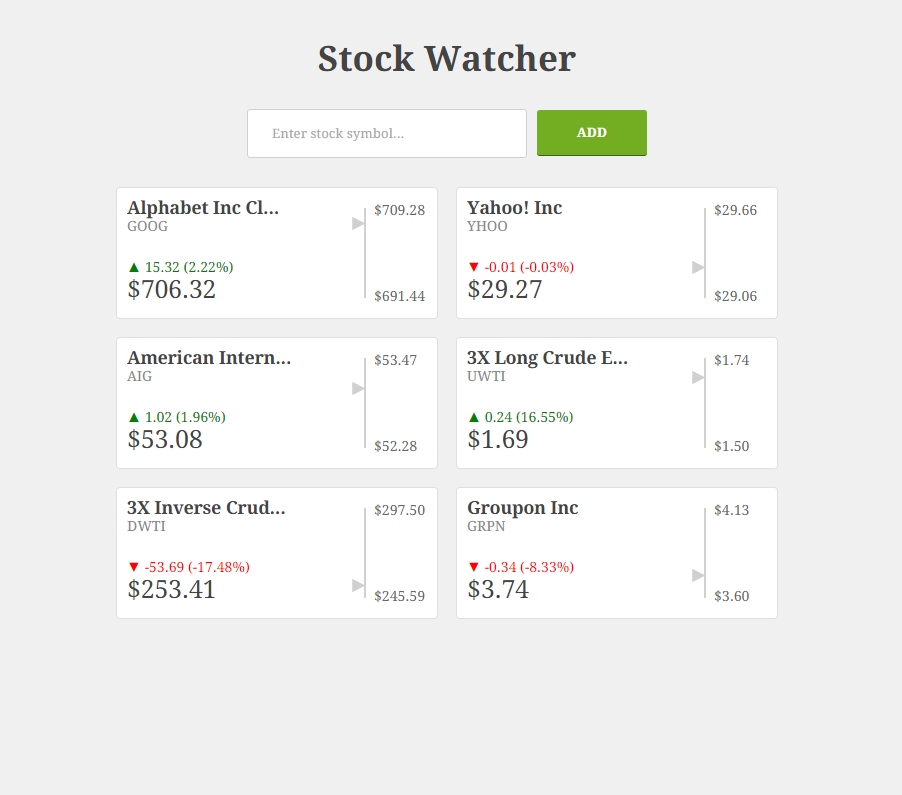 Stock Watcher
Enter stock symbol...
ADD
Alphabet Inc Cl...
GOOG
▲ 15.32 (2.22%)
$706.32
$709.28
$691.44
Yahoo! Inc
YHOO
▼ -0.01 (-0.03%)
$29.27
$29.66
$29.06
American Intern...
AIG
▲ 1.02 (1.96%)
$53.08
$53.47
$52.28
3X Long Crude E...
UWTI
▲ 0.24 (16.55%)
$1.69
$1.74
$1.50
3X Inverse Crud...
DWTI
▼ -53.69 (-17.48%)
$253.41
$297.50
$245.59
Groupon Inc
GRPN
▼ -0.34 (-8.33%)
$3.74
$4.13
$3.60